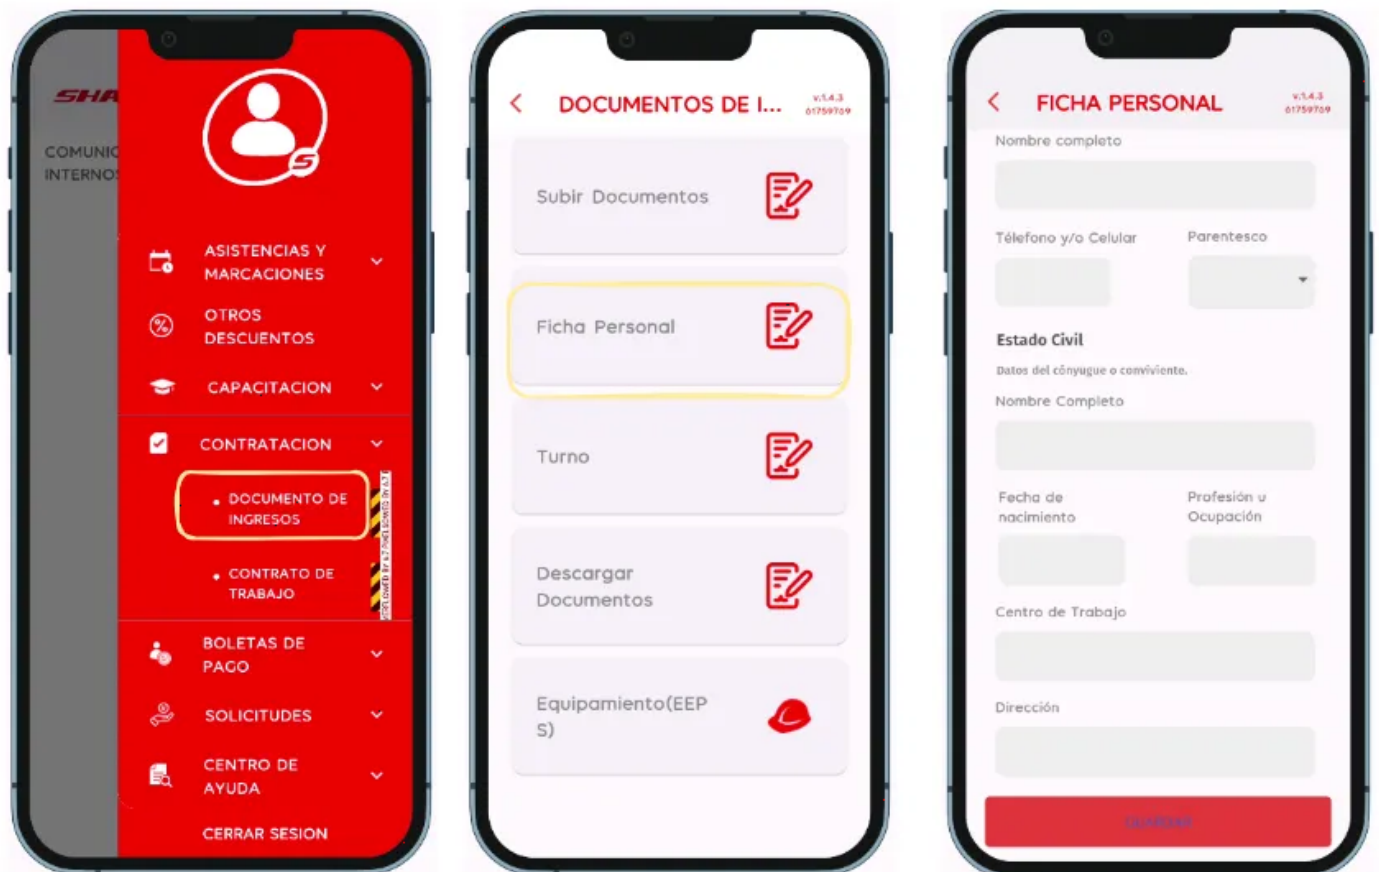 SHA
COMUNIC
INTERNO
ASISTENCIAS Y
MARCACIONES
OTROS
DESCUENTOS
CAPACITACION
CONTRATACION
DOCUMENTO DE
INGRESOS
CONTRATO DE
TRABAJO
BOLETAS DE
PAGO
SOLICITUDES
CENTRO DE
AYUDA
CERRAR SESION
DOCUMENTOS DE I...
v.1.4.3
61759769
Subir Documentos
Ficha Personal
Turno
Descargar
Documentos
Equipamiento(EEP
S)
FICHA PERSONAL
v.1.4.3
61759769
Nombre completo
Télefono y/o Celular
Parentesco
Estado Civil
Datos del cónyugue o conviviente.
Nombre Completo
Fecha de
nacimiento
Profesión u
Ocupación
Centro de Trabajo
Dirección